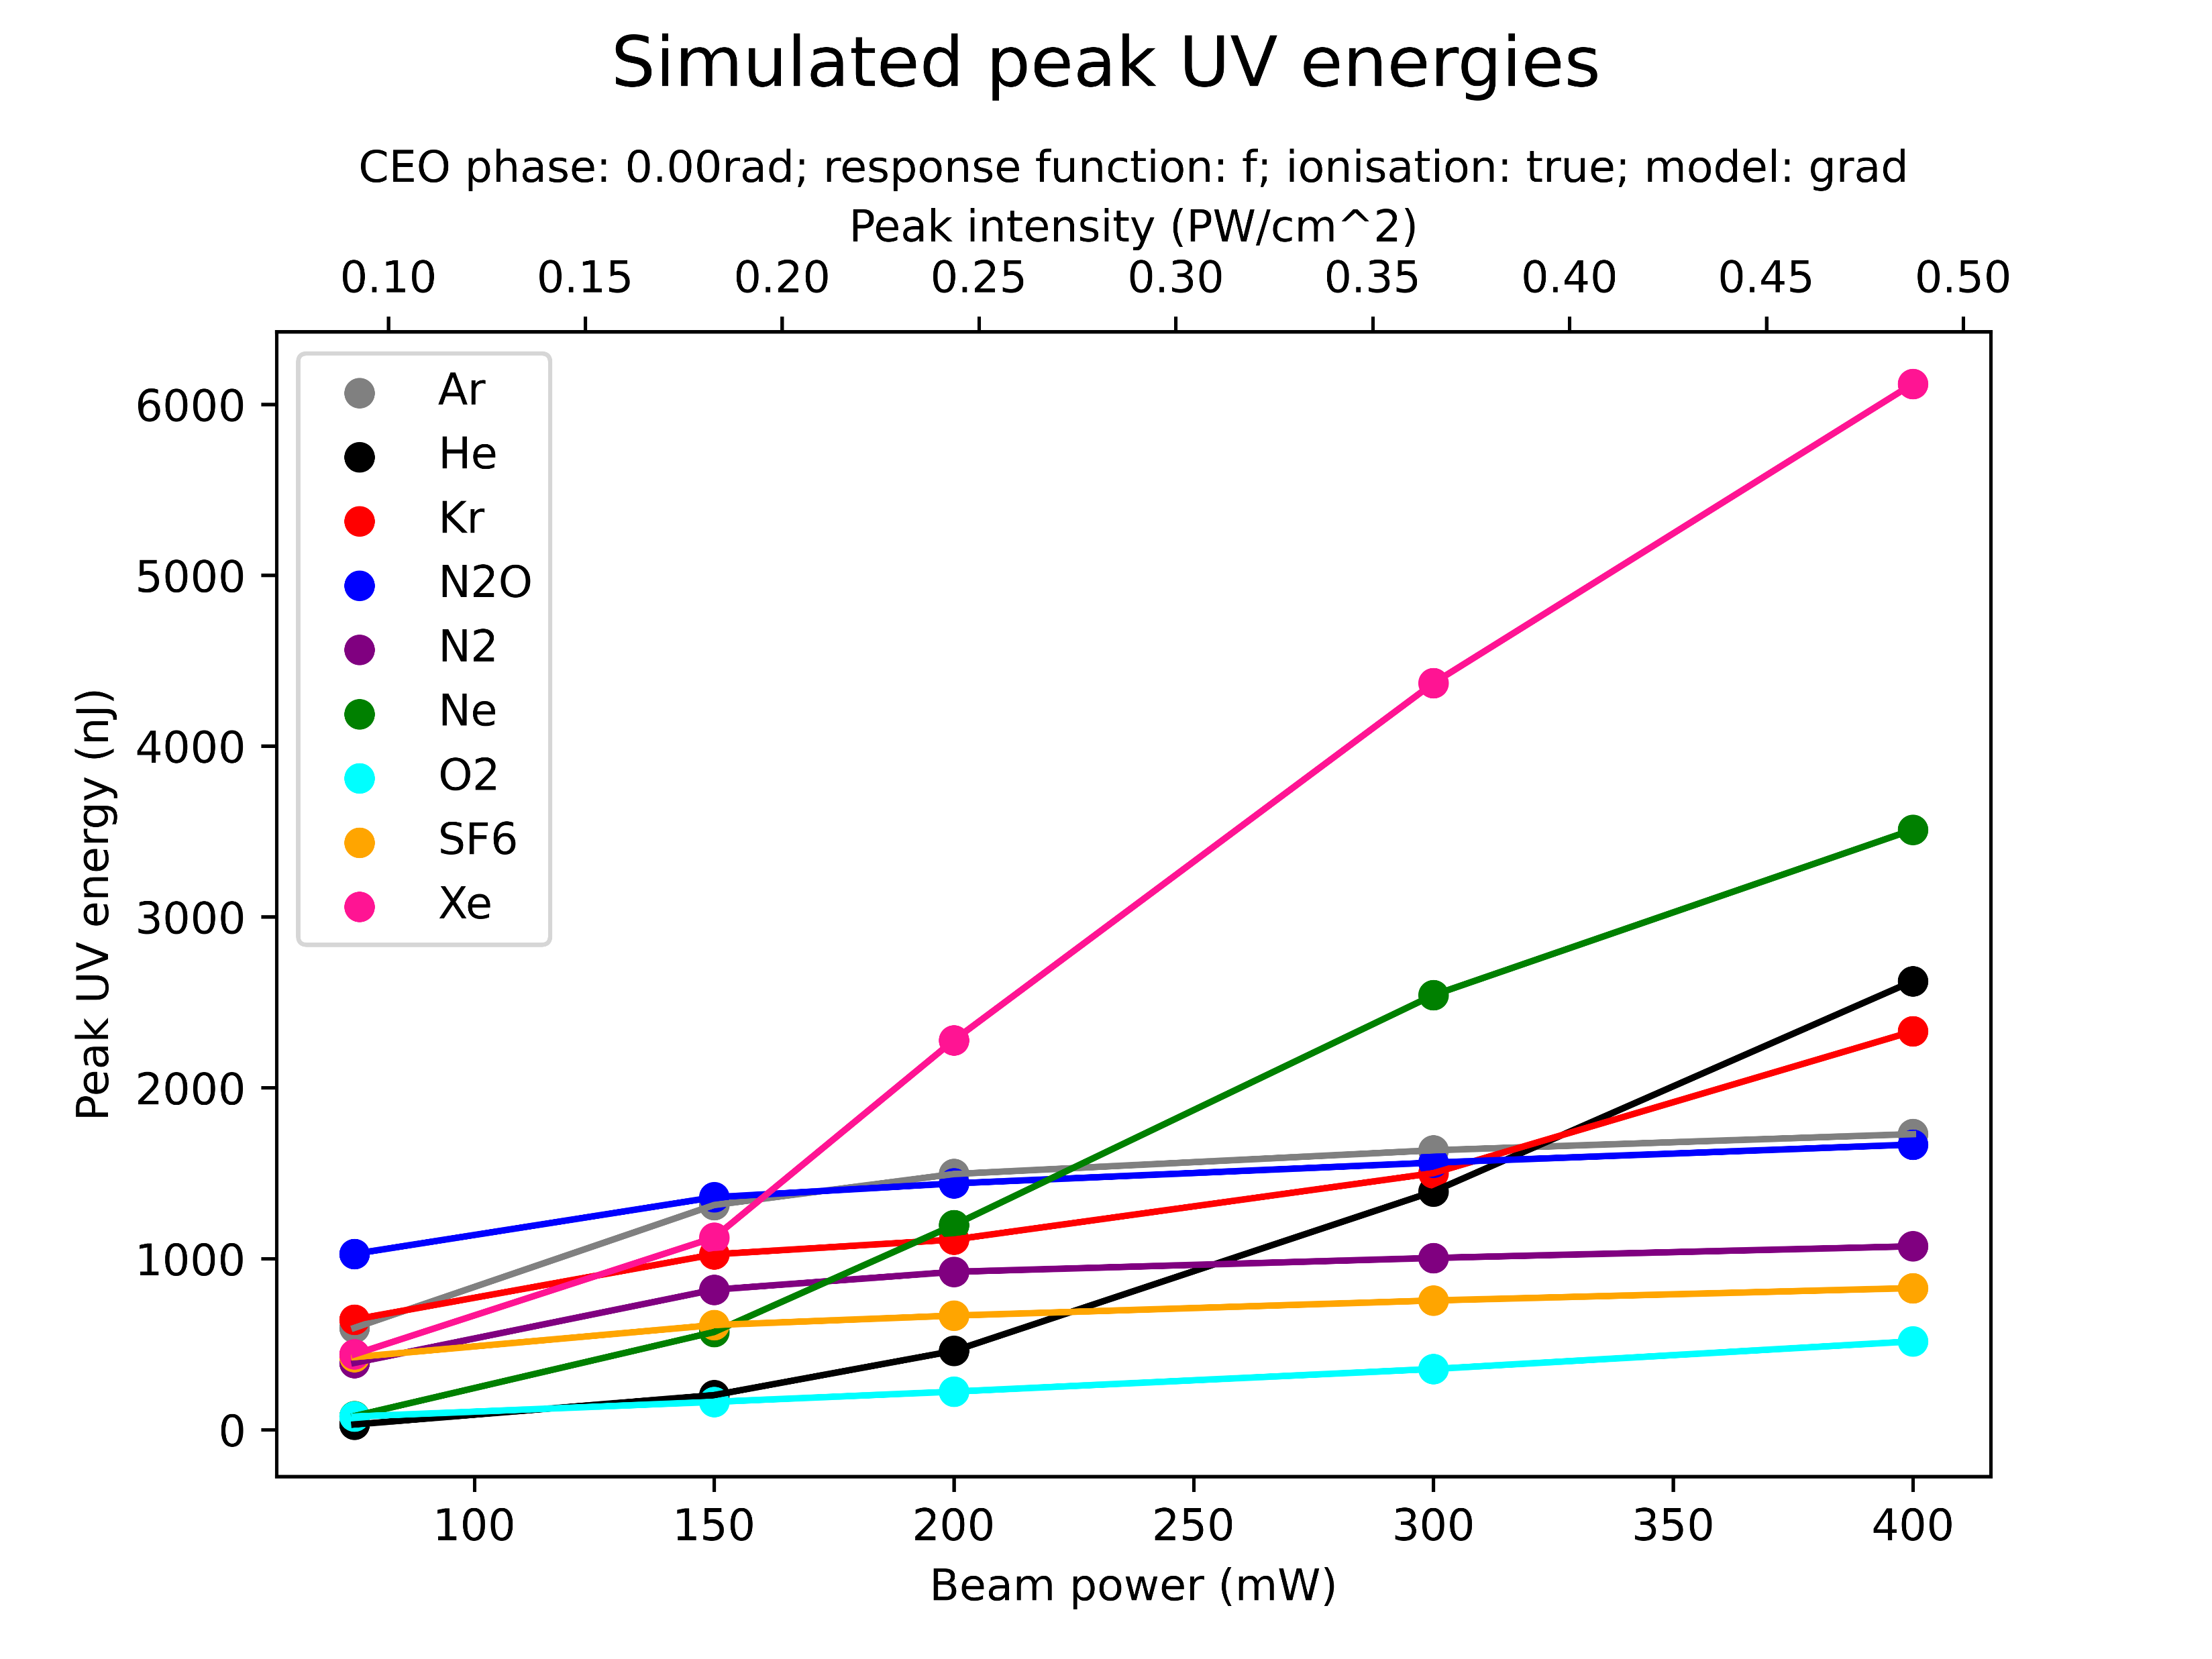 Simulated peak UV energies
CEO phase: 0.00rad; response function: f; ionisation: true; model: grad
Peak intensity (PW/cm^2)
0.10 0.15 0.20 0.25 0.30 0.35 0.40 0.45 0.50
Ar
He
Kr
N2O
N2
Ne
O2
SF6
Xe
6000
5000
4000
3000
2000
1000
0
Peak UV energy (nJ)
100 150 200 250 300 350 400
Beam power (mW)